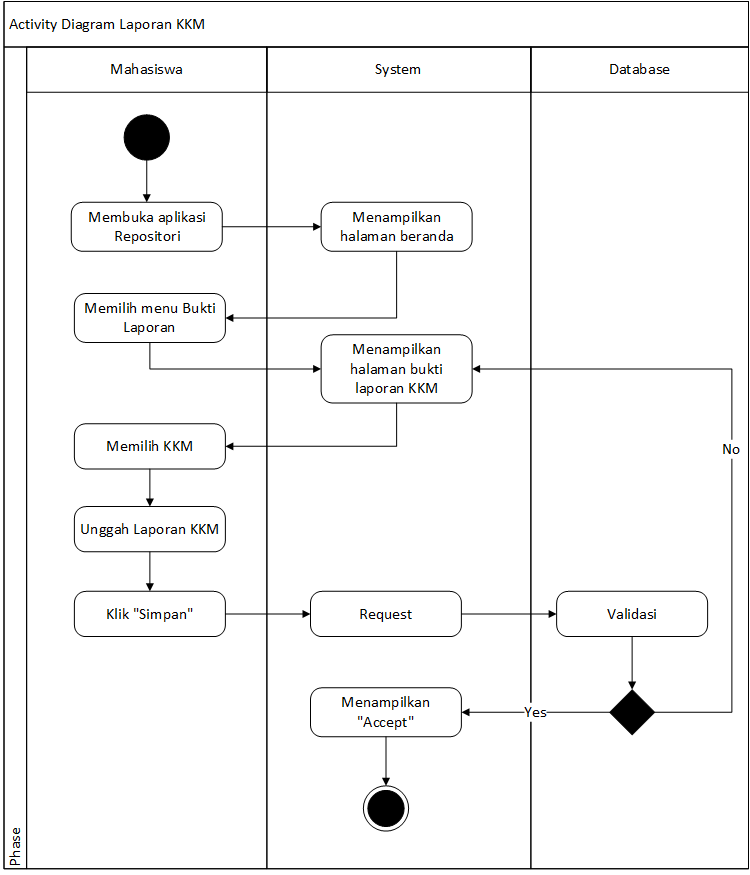 Activity Diagram Laporan KKM
Mahasiswa
System
Database
Membuka aplikasi
Repositori
Menampilkan
halaman beranda
Memilih menu Bukti
Laporan
Menampilkan
halaman bukti
laporan KKM
Memilih KKM
No
Unggah Laporan KKM
Klik "Simpan"
Request
Validasi
Menampilkan
"Accept"
Yes
Phase